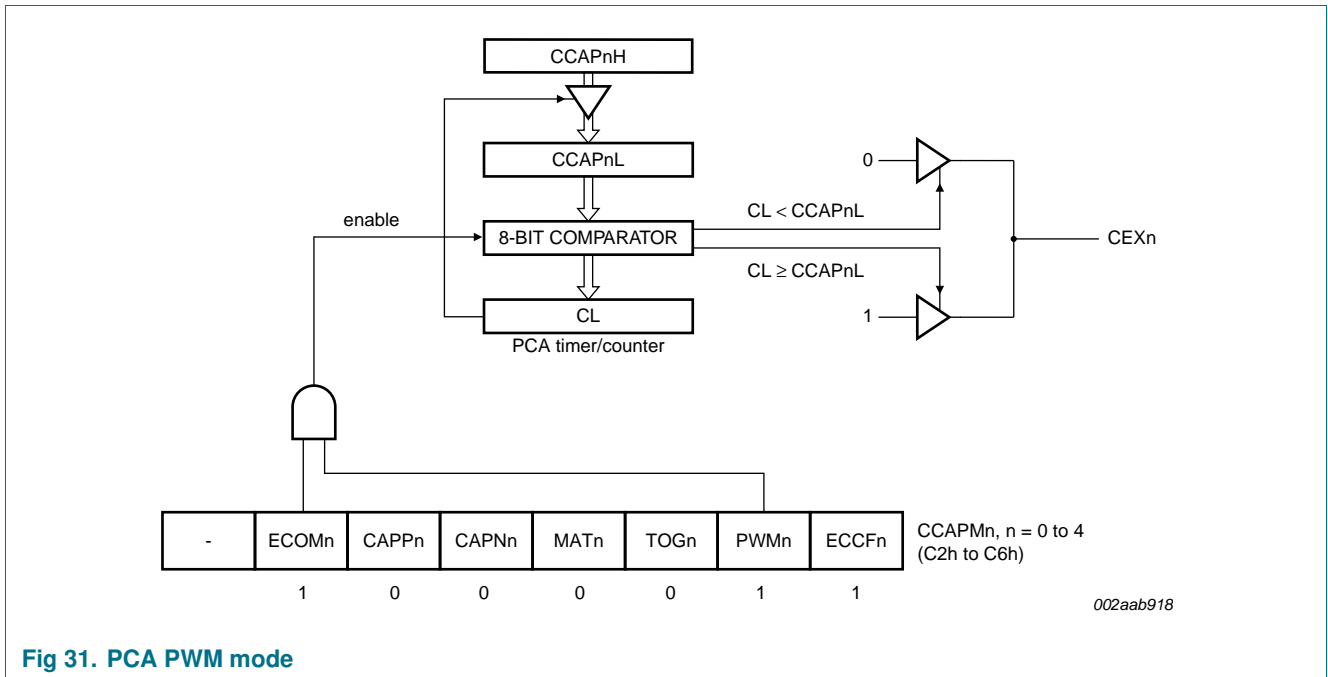 CCAPnH
CCAPnL
0
CL < CCAPnL
enable
8-BIT COMPARATOR
CEXn
CL ≥ CCAPnL
CL
1
PCA timer/counter
- ECOMn CAPPn CAPNn MATn TOGn PWMn ECCFn
CCAPMn, n = 0 to 4
(C2h to C6h)
1 0 0 0 0 1 1
002aab918
Fig 31. PCA PWM mode